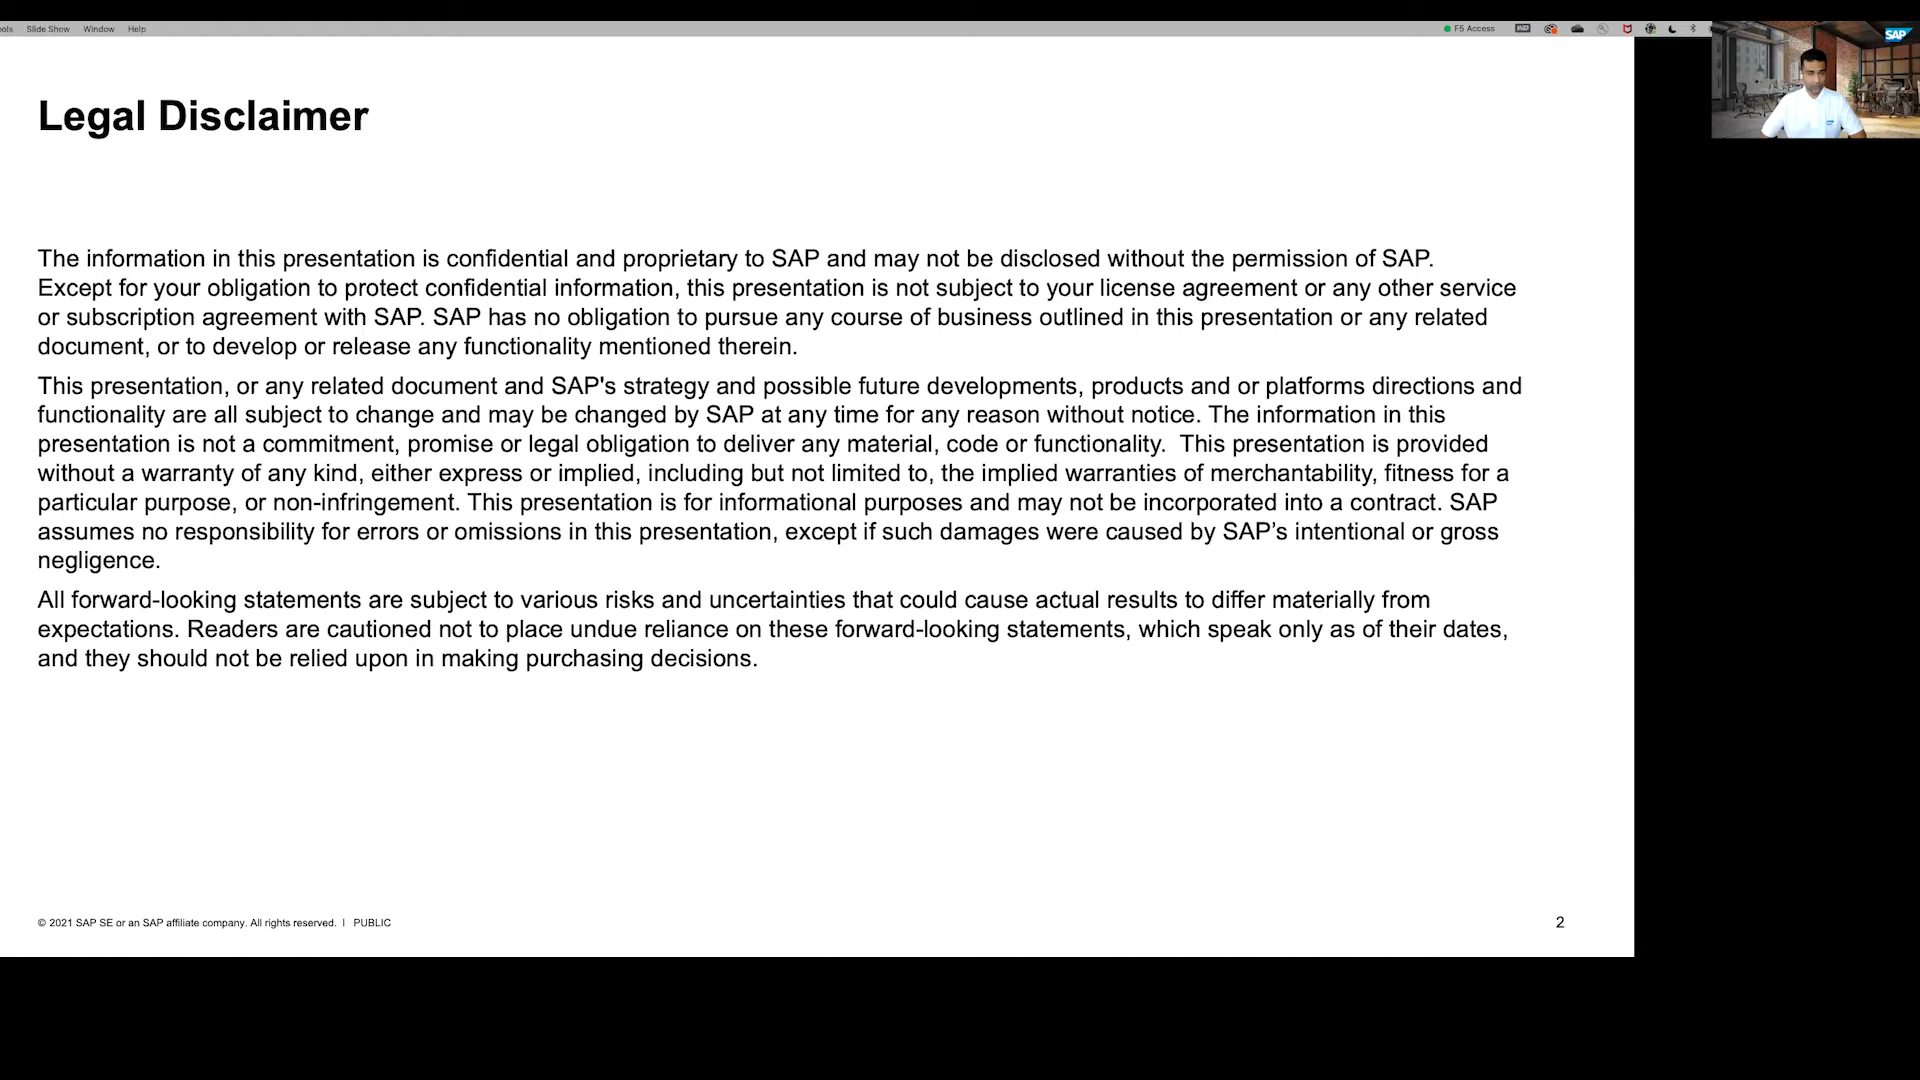 ools Slide Show Window Help F5 Access
SAP
Legal Disclaimer
The information in this presentation is confidential and proprietary to SAP and may not be disclosed without the permission of SAP.
Except for your obligation to protect confidential information, this presentation is not subject to your license agreement or any other service
or subscription agreement with SAP. SAP has no obligation to pursue any course of business outlined in this presentation or any related
document, or to develop or release any functionality mentioned therein.
This presentation, or any related document and SAP's strategy and possible future developments, products and or platforms directions and
functionality are all subject to change and may be changed by SAP at any time for any reason without notice. The information in this
presentation is not a commitment, promise or legal obligation to deliver any material, code or functionality.  This presentation is provided
without a warranty of any kind, either express or implied, including but not limited to, the implied warranties of merchantability, fitness for a
particular purpose, or non-infringement. This presentation is for informational purposes and may not be incorporated into a contract. SAP
assumes no responsibility for errors or omissions in this presentation, except if such damages were caused by SAP’s intentional or gross
negligence.
All forward-looking statements are subject to various risks and uncertainties that could cause actual results to differ materially from
expectations. Readers are cautioned not to place undue reliance on these forward-looking statements, which speak only as of their dates,
and they should not be relied upon in making purchasing decisions.
© 2021 SAP SE or an SAP affiliate company. All rights reserved. | PUBLIC
2